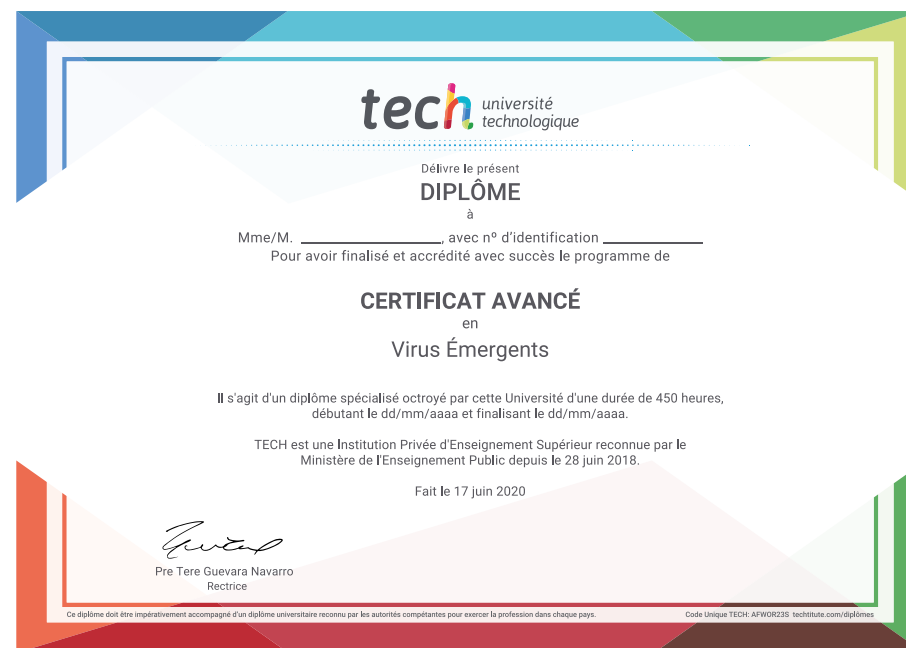 tech université
technologique
Délivre le présent
DIPLÔME
à
Mme/M. ____________________, avec nº d'identification ______________
Pour avoir finalisé et accrédité avec succès le programme de
CERTIFICAT AVANCÉ
en
Virus Émergents
Il s'agit d'un diplôme spécialisé octroyé par cette Université d'une durée de 450 heures,
débutant le dd/mm/aaaa et finalisant le dd/mm/aaaa.
TECH est une Institution Privée d'Enseignement Supérieur reconnue par le
Ministère de l'Enseignement Public depuis le 28 juin 2018.
Fait le 17 juin 2020
Pre Tere Guevara Navarro
Rectrice
Ce diplôme doit être impérativement accompagné d'un diplôme universitaire reconnu par les autorités compétentes pour exercer la profession dans chaque pays. Code Unique TECH: AFWOR23S techtitute.com/diplômes